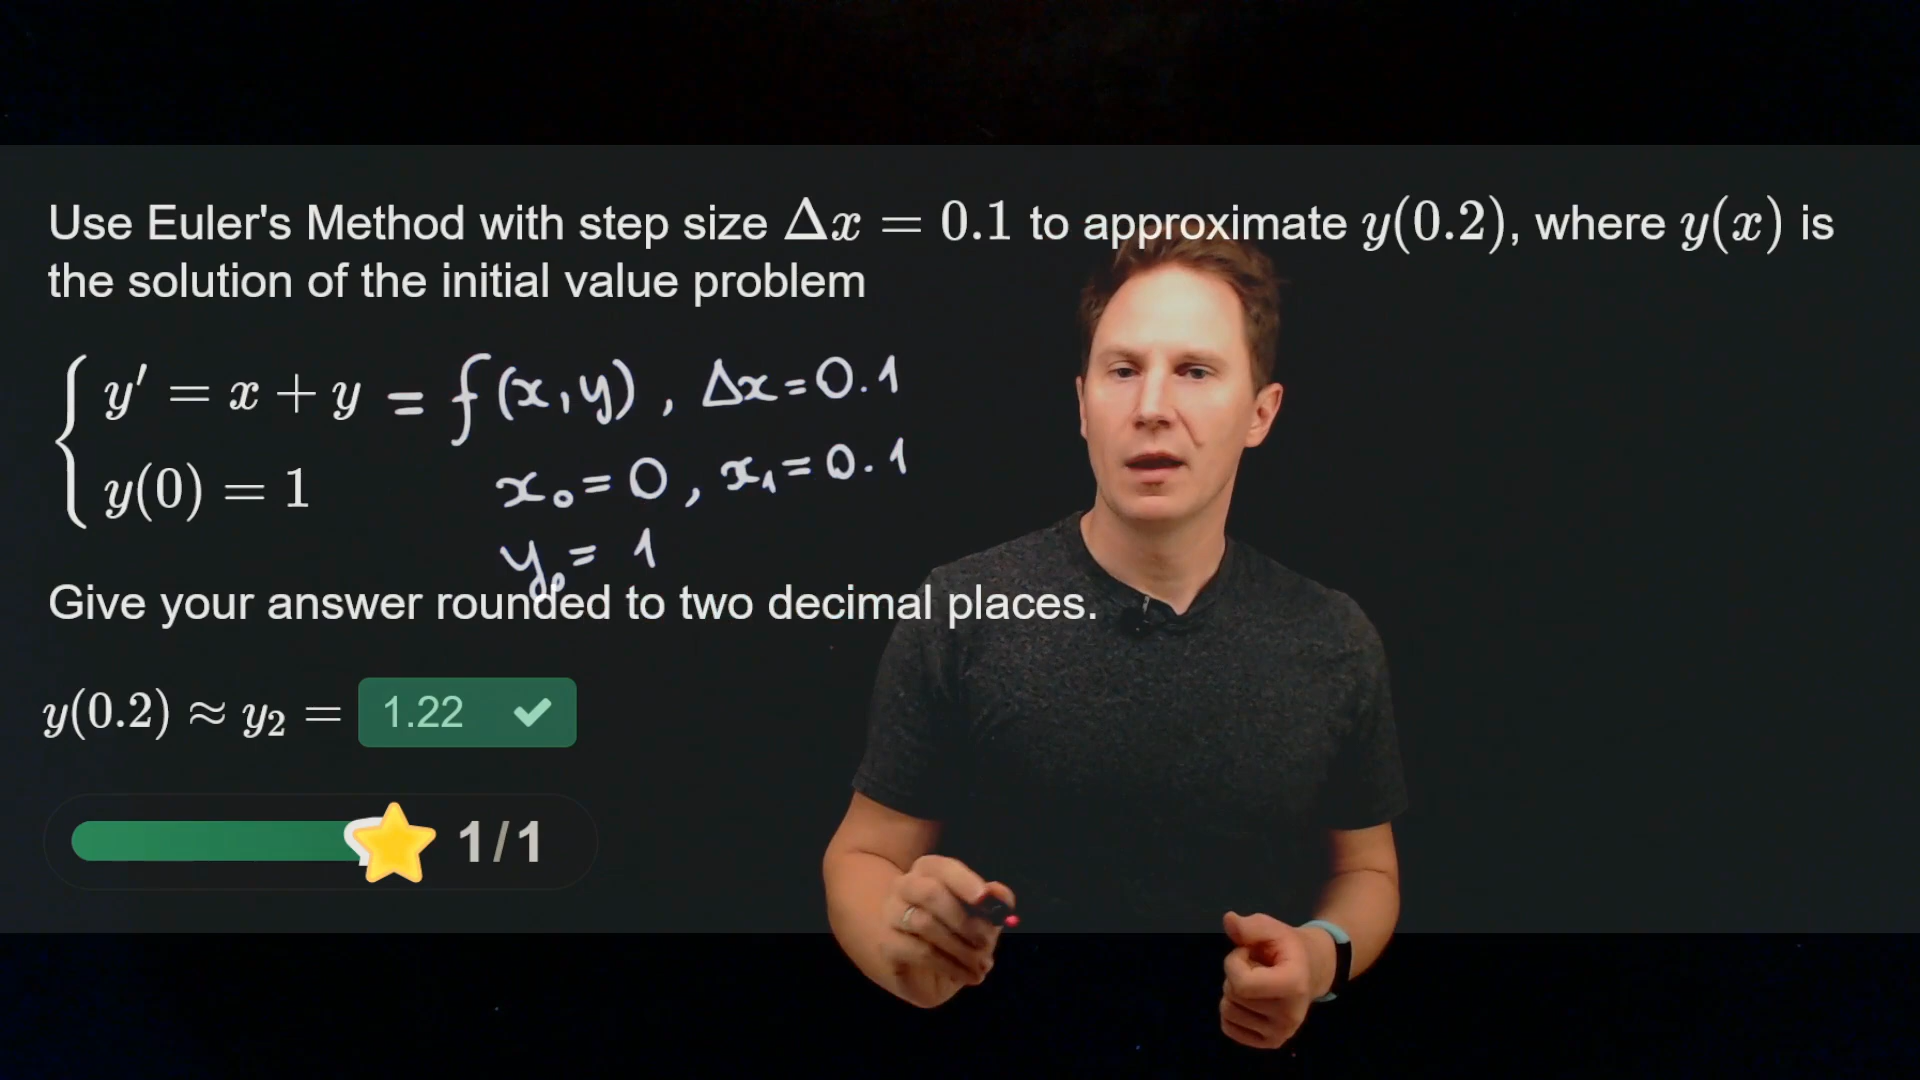 Use Euler's Method with step size Δx = 0.1 to approximate y(0.2), where y(x) is
the solution of the initial value problem
y′ = x + y = f(x,y), Δx=0.1
y(0) = 1
x₀=0, x₁=0.1
y₀=1
Give your answer rounded to two decimal places.
y(0.2) ≈ y₂ = 1.22 ✔
1/1